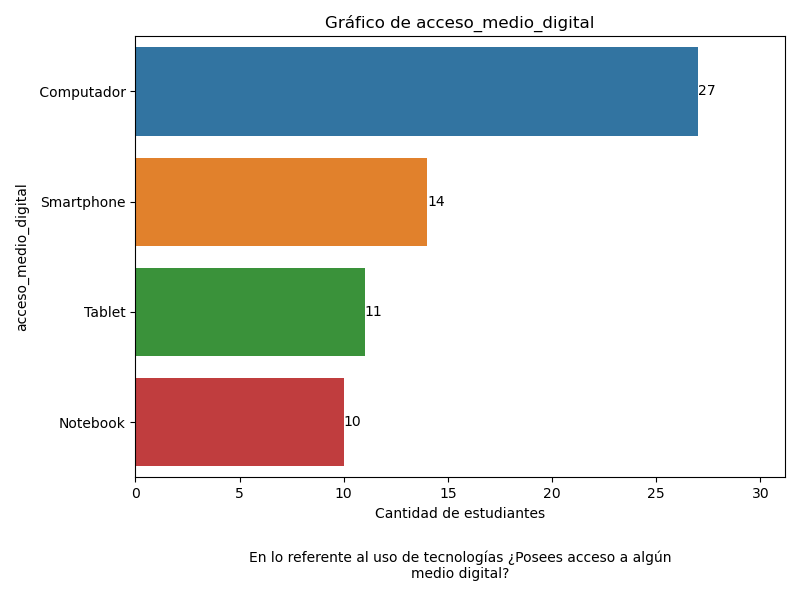 Gráfico de acceso_medio_digital
acceso_medio_digital
Computador
27
Smartphone
14
Tablet
11
Notebook
10
0 5 10 15 20 25 30
Cantidad de estudiantes
En lo referente al uso de tecnologías ¿Posees acceso a algún
medio digital?